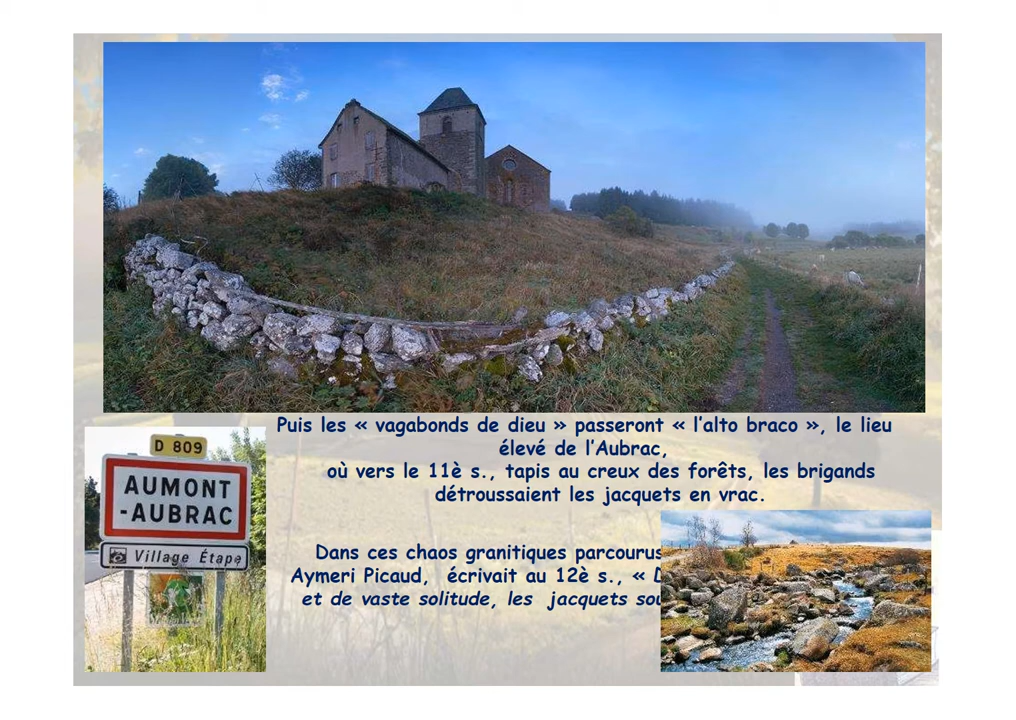 Puis les « vagabonds de dieu » passeront « l’alto braco », le lieu
élevé de l’Aubrac,
où vers le 11è s., tapis au creux des forêts, les brigands
détroussaient les jacquets en vrac.
D 809
AUMONT
-AUBRAC
Village Étape
Dans ces chaos granitiques parcourus
Aymeri Picaud, écrivait au 12è s., «
et de vaste solitude, les jacquets